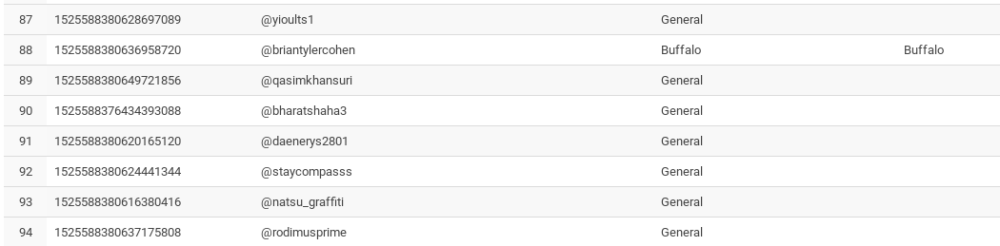 87 1525588380628697089 @yioults1 General
88 1525588380636958720 @briantylercohen Buffalo Buffalo
89 1525588380649721856 @qasimkhansuri General
90 1525588376434393088 @bharatshaha3 General
91 1525588380620165120 @daenerys2801 General
92 1525588380624441344 @staycompasss General
93 1525588380616380416 @natsu_graffiti General
94 1525588380637175808 @rodimusprime General